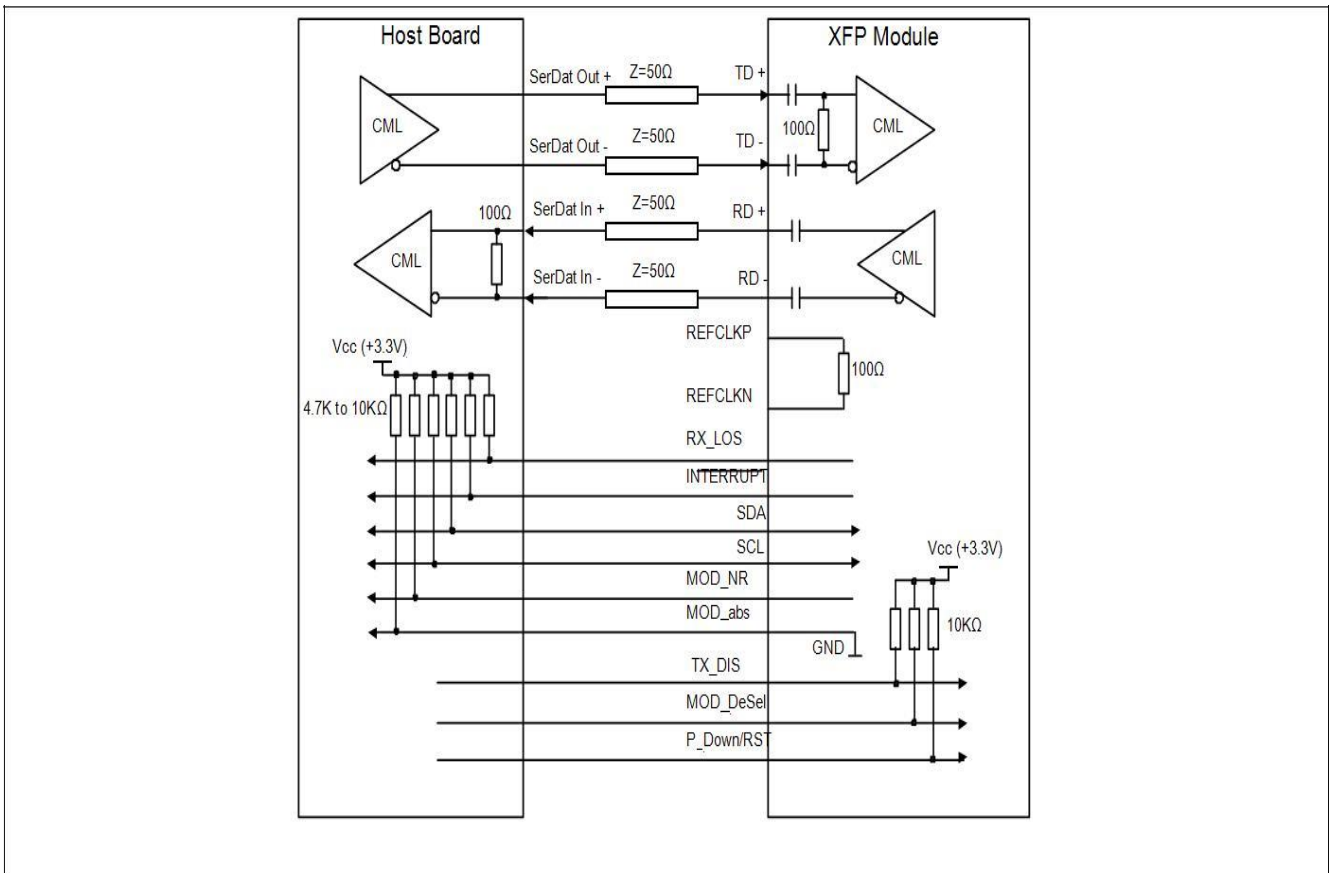 Host Board
XFP Module
SerDat Out +
Z=50Ω
TD +
CML
100Ω
CML
SerDat Out -
Z=50Ω
TD -
100Ω
SerDat In +
Z=50Ω
RD +
CML
CML
SerDat In -
Z=50Ω
RD -
REFCLKP
Vcc (+3.3V)
100Ω
REFCLKN
4.7K to 10KΩ
RX_LOS
INTERRUPT
SDA
SCL
Vcc (+3.3V)
MOD_NR
MOD_abs
10KΩ
GND
TX_DIS
MOD_DeSel
P_Down/RST